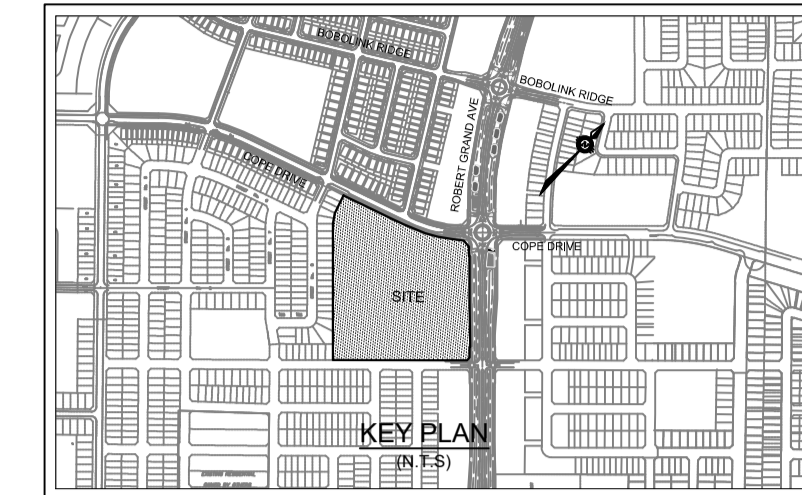 BOBOLINK RIDGE
BOBOLINK RIDGE
ROBERT GRAND AVE
COPE DRIVE
COPE DRIVE
SITE
KEY PLAN
(N.T.S)